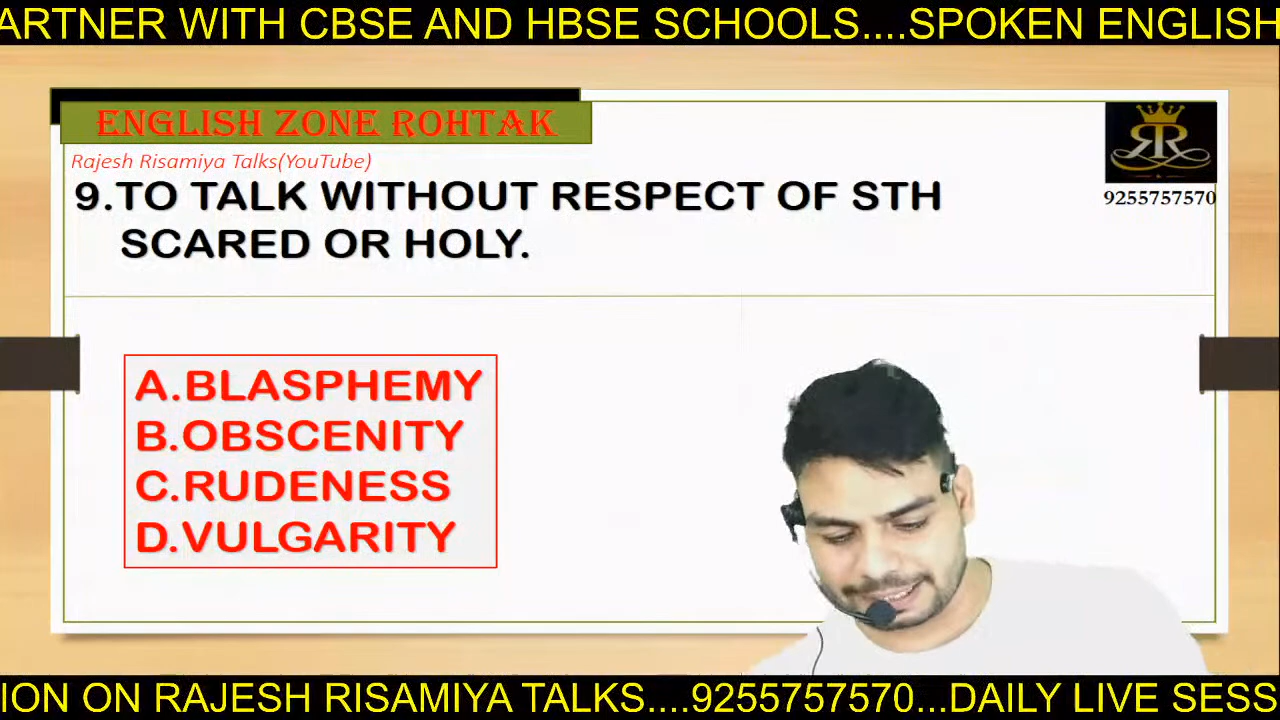 ARTNER WITH CBSE AND HBSE SCHOOLS....SPOKEN ENGLISH
ENGLISH ZONE ROHTAK
Rajesh Risamiya Talks(YouTube)
9.TO TALK WITHOUT RESPECT OF STH
SCARED OR HOLY.
RR
9255757570
A.BLASPHEMY
B.OBSCENITY
C.RUDENESS
D.VULGARITY
ION ON RAJESH RISAMIYA TALKS....9255757570...DAILY LIVE SESS